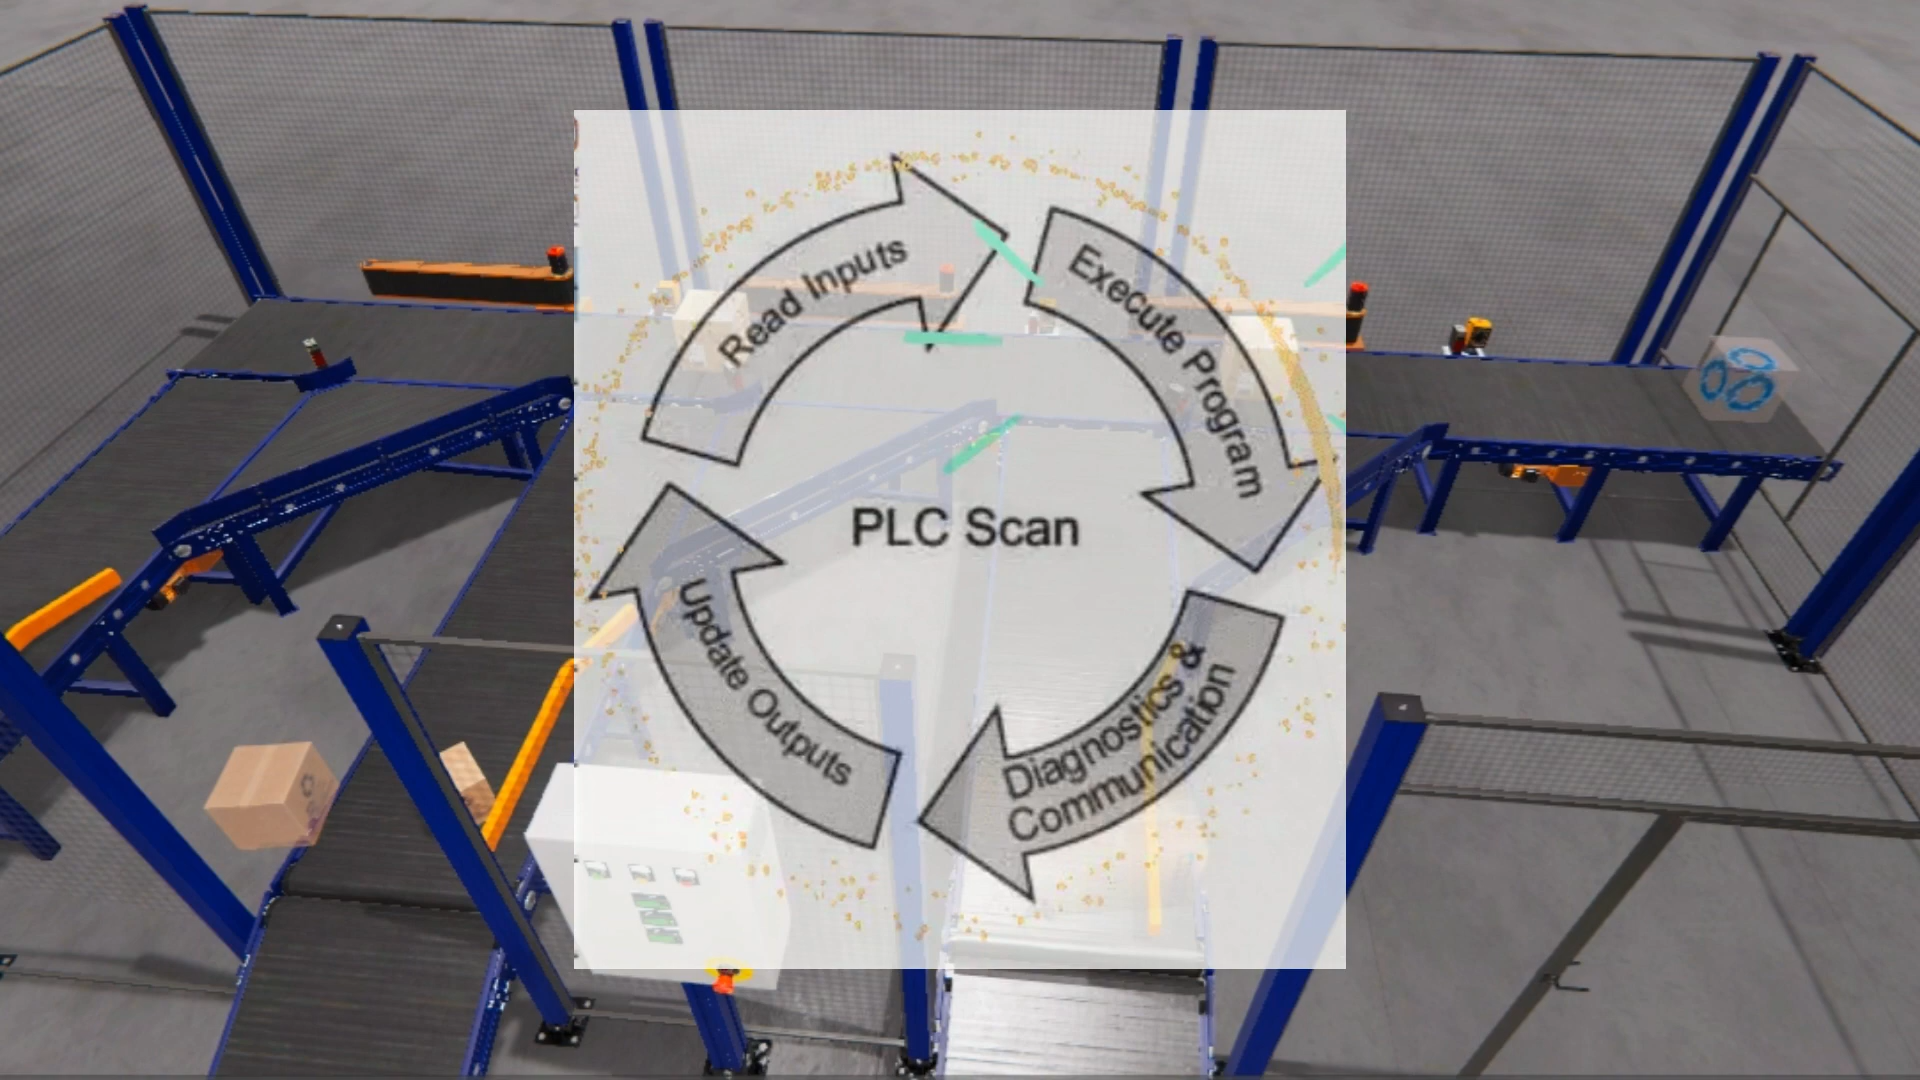 Read Inputs
Execute Program
PLC Scan
Update Outputs
Diagnostics &
Communication